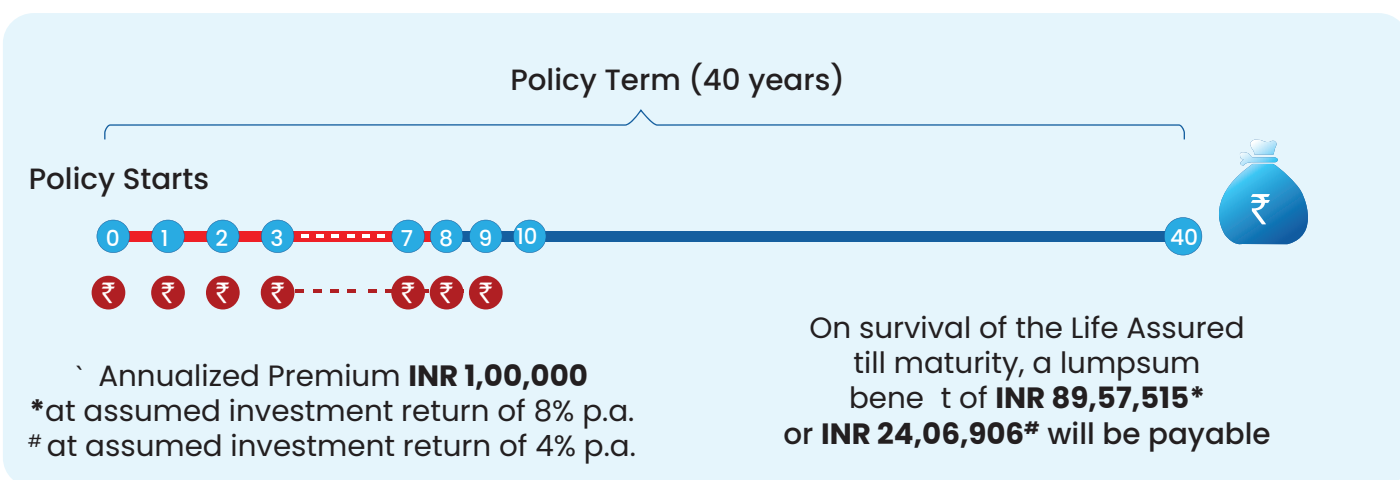 Policy Term (40 years)
Policy Starts
₹
0 1 2 3 7 8 9 10 40
₹ ₹ ₹ ₹ ₹ ₹ ₹
` Annualized Premium INR 1,00,000
*at assumed investment return of 8% p.a.
# at assumed investment return of 4% p.a.
On survival of the Life Assured
till maturity, a lumpsum
bene t of INR 89,57,515*
or INR 24,06,906# will be payable